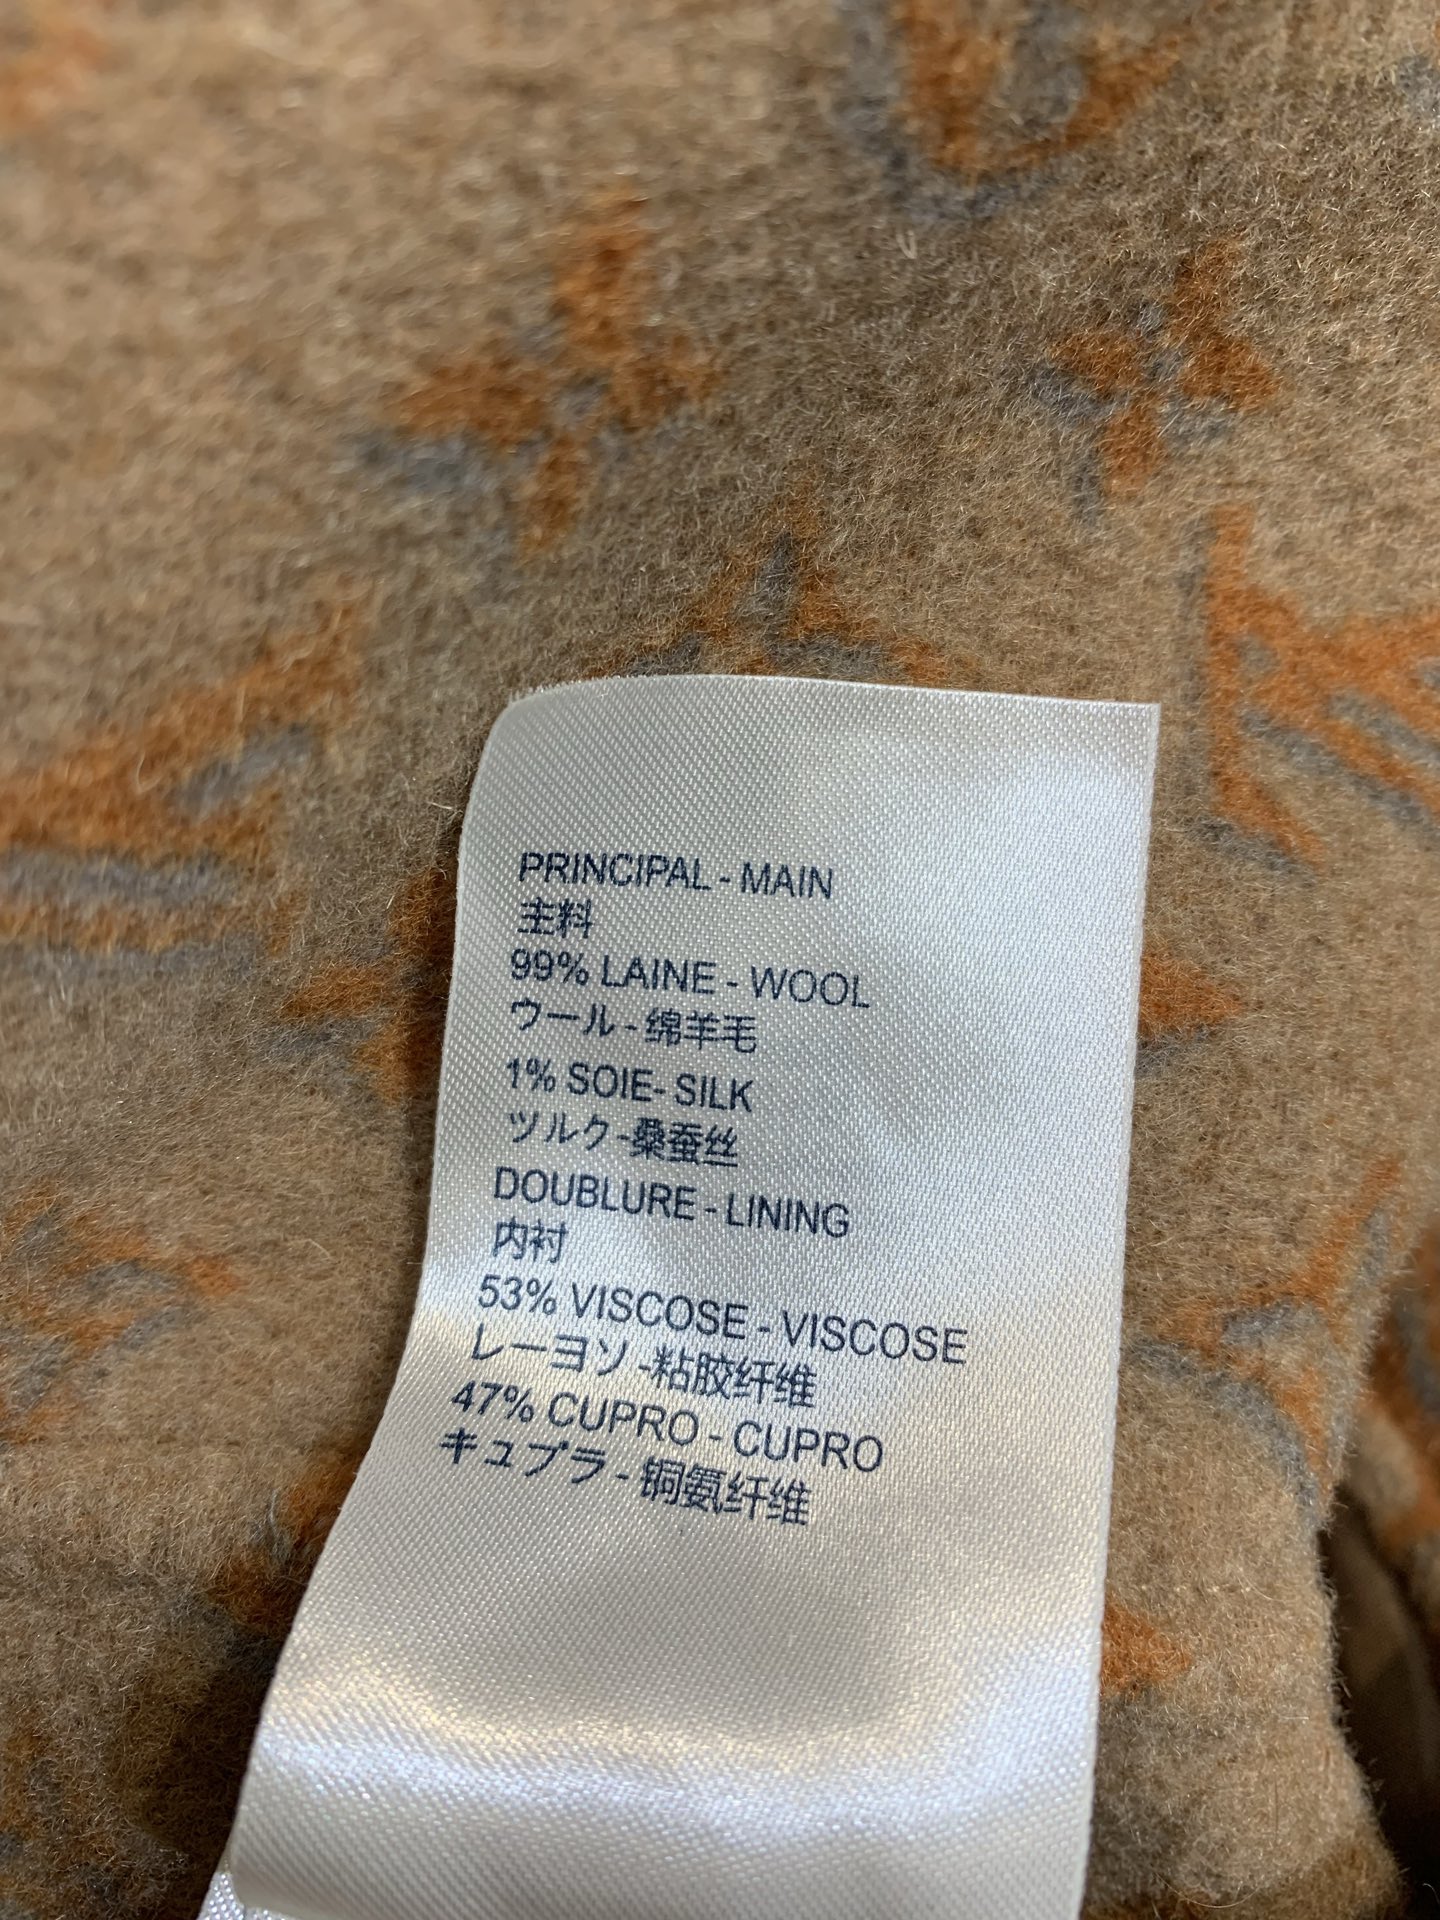 PRINCIPAL - MAIN
主料
99% LAINE - WOOL
ウール - 绵羊毛
1% SOIE- SILK
ツルク -桑蚕丝
DOUBLURE - LINING
内衬
53% VISCOSE - VISCOSE
レーヨソ -粘胶纤维
47% CUPRO - CUPRO
キュプラ - 铜氨纤维